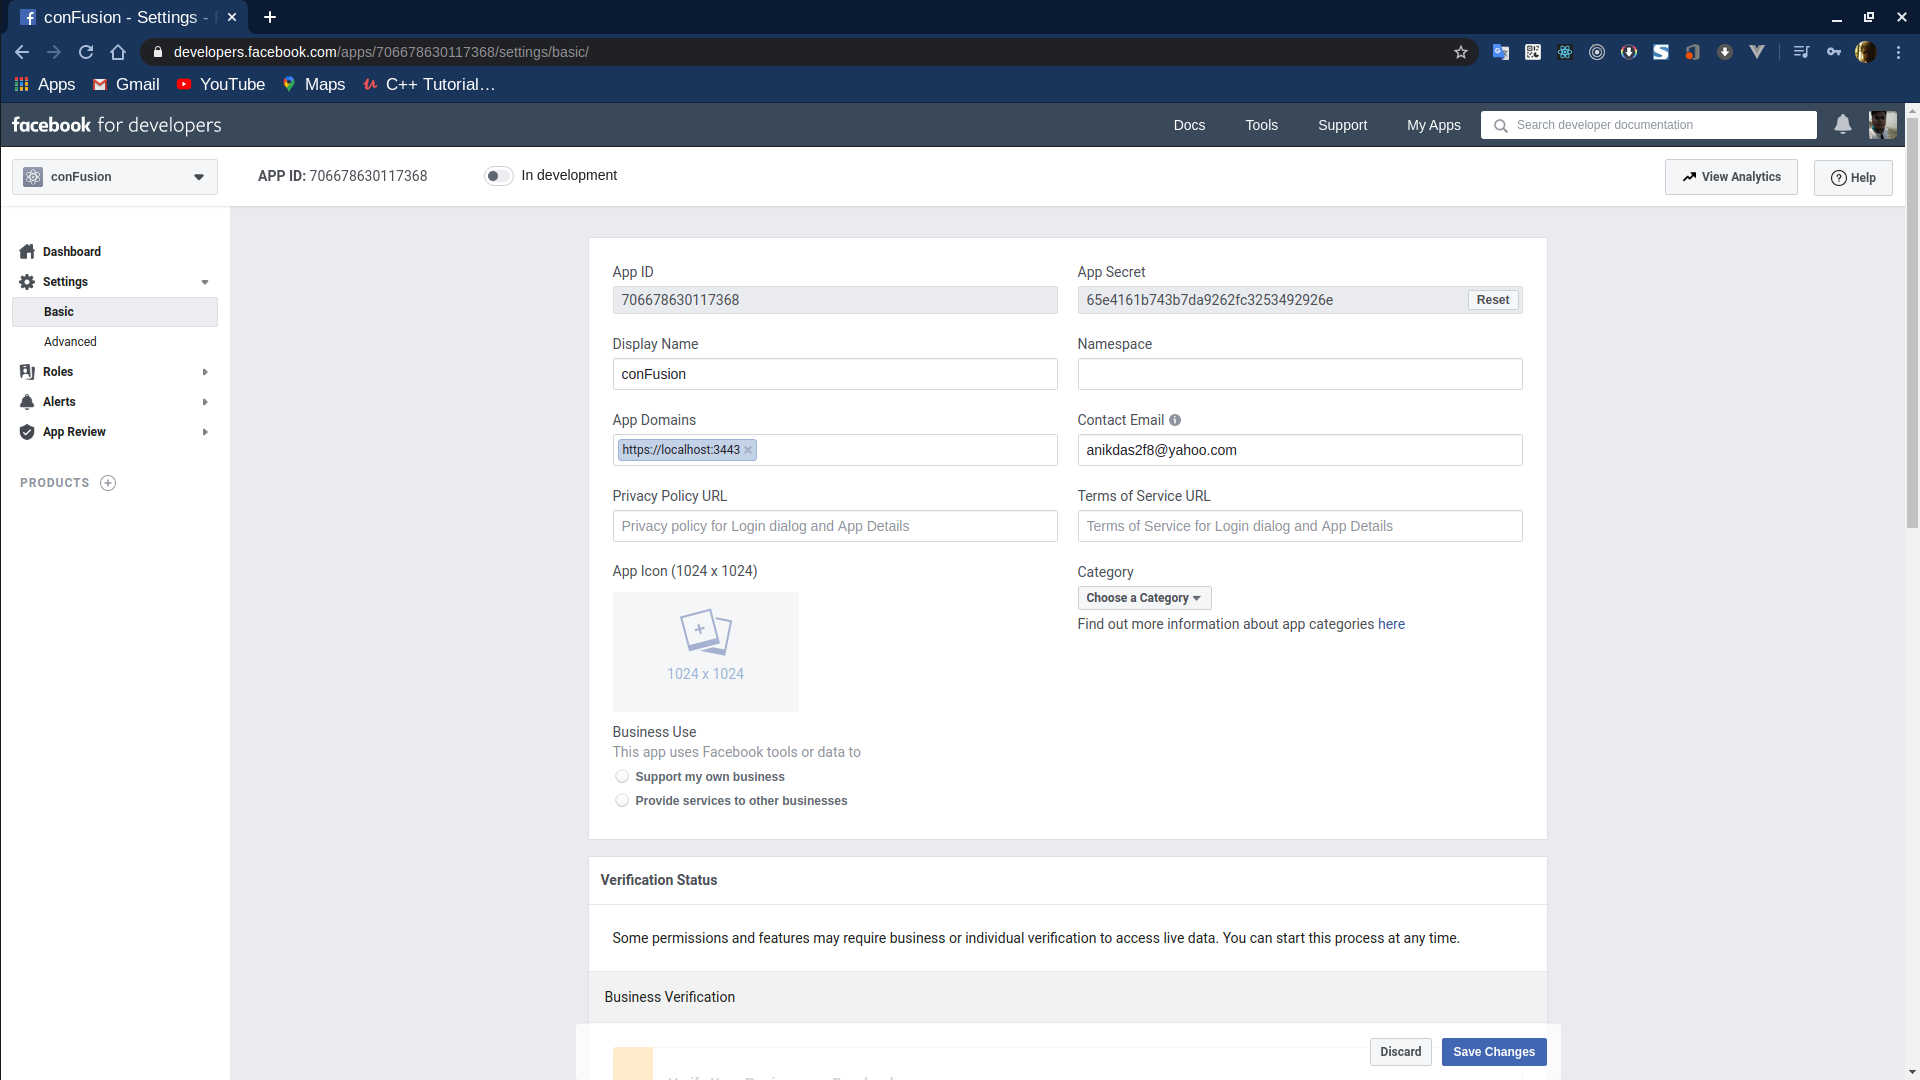 conFusion - Settings -
developers.facebook.com/apps/706678630117368/settings/basic/
Apps Gmail YouTube Maps C++ Tutorial…
facebook for developers Docs Tools Support My Apps Search developer documentation
conFusion APP ID: 706678630117368 In development View Analytics Help
Dashboard
Settings
Basic
Advanced
Roles
Alerts
App Review
PRODUCTS
App ID App Secret
706678630117368 65e4161b743b7da9262fc3253492926e Reset
Display Name Namespace
conFusion
App Domains Contact Email
https://localhost:3443 anikdas2f8@yahoo.com
Privacy Policy URL Terms of Service URL
Privacy policy for Login dialog and App Details Terms of Service for Login dialog and App Details
App Icon (1024 x 1024) Category
Choose a Category
Find out more information about app categories here
1024 x 1024
Business Use
This app uses Facebook tools or data to
Support my own business
Provide services to other businesses
Verification Status
Some permissions and features may require business or individual verification to access live data. You can start this process at any time.
Business Verification
Discard Save Changes